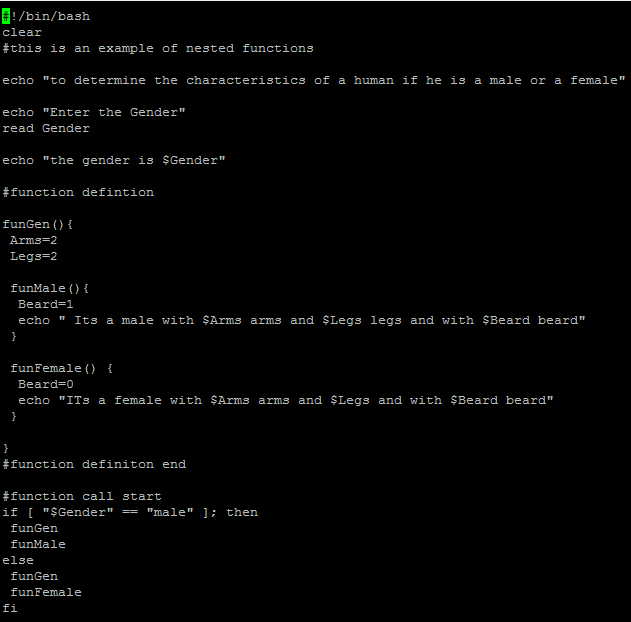 #!/bin/bash
clear
#this is an example of nested functions
echo "to determine the characteristics of a human if he is a male or a female"
echo "Enter the Gender"
read Gender
echo "the gender is $Gender"
#function defintion
funGen(){
 Arms=2
 Legs=2
 funMale(){
  Beard=1
  echo " Its a male with $Arms arms and $Legs legs and with $Beard beard"
 }
 funFemale() {
  Beard=0
  echo "ITs a female with $Arms arms and $Legs and with $Beard beard"
 }
}
#function definiton end
#function call start
if [ "$Gender" == "male" ]; then
 funGen
 funMale
else
 funGen
 funFemale
fi